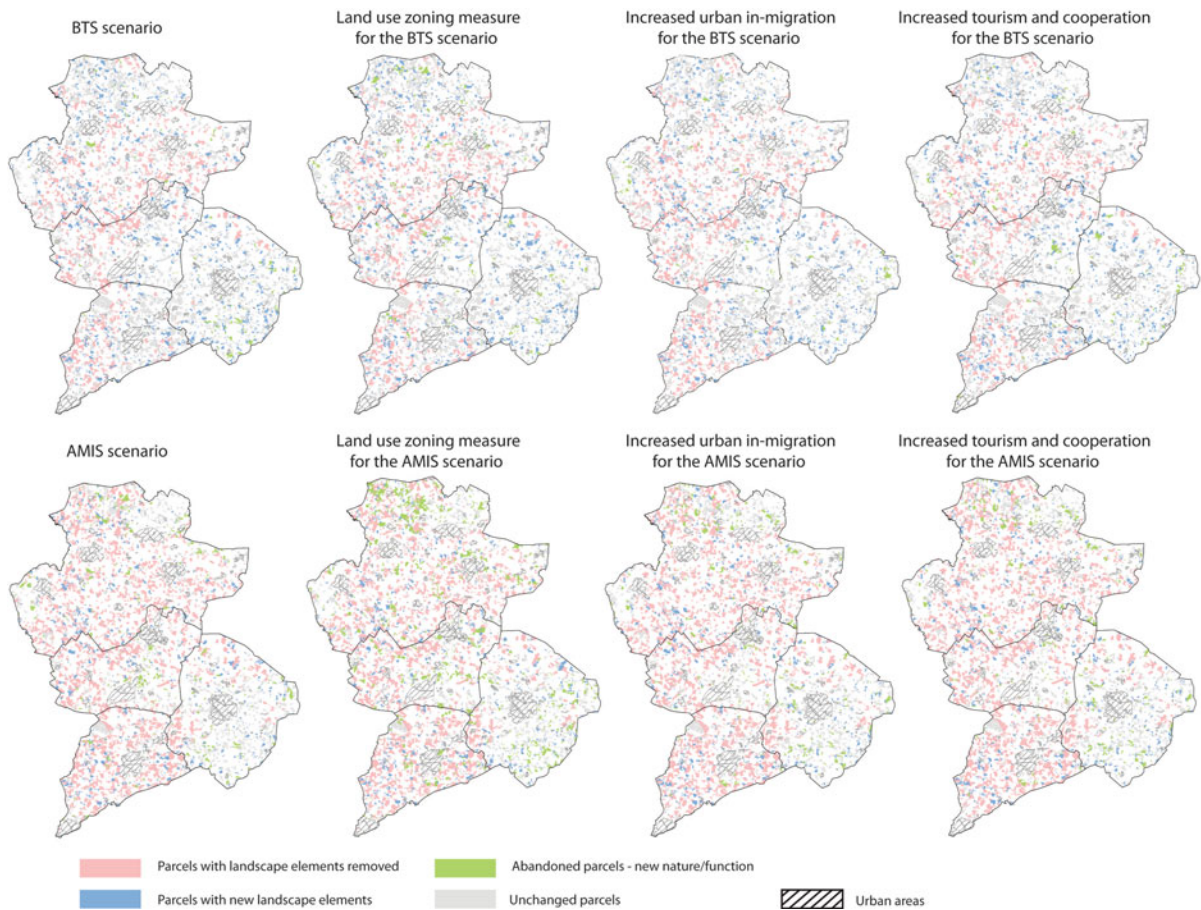 BTS scenario
Land use zoning measure
for the BTS scenario
Increased urban in-migration
for the BTS scenario
Increased tourism and cooperation
for the BTS scenario
AMIS scenario
Land use zoning measure
for the AMIS scenario
Increased urban in-migration
for the AMIS scenario
Increased tourism and cooperation
for the AMIS scenario
Parcels with landscape elements removed
Abandoned parcels - new nature/function
Parcels with new landscape elements
Unchanged parcels
Urban areas